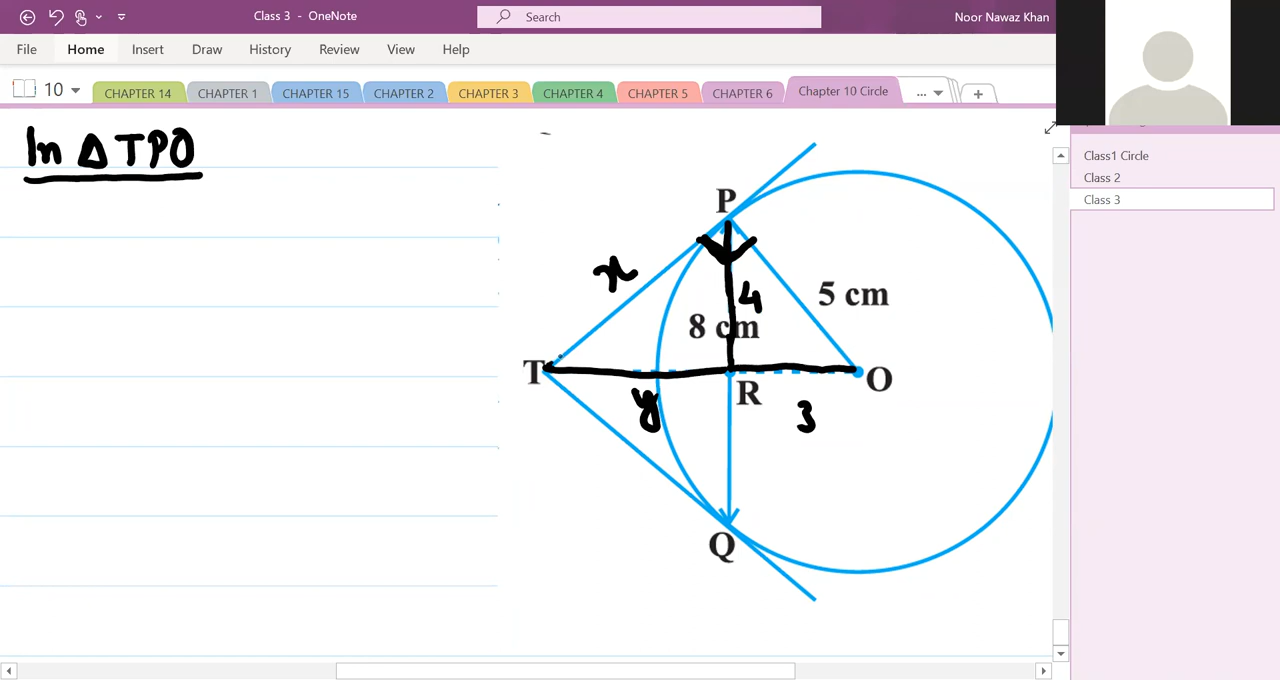 Class 3 - OneNote
Search
Noor Nawaz Khan
File Home Insert Draw History Review View Help
10
CHAPTER 14
CHAPTER 1
CHAPTER 15
CHAPTER 2
CHAPTER 3
CHAPTER 4
CHAPTER 5
CHAPTER 6
Chapter 10 Circle
...
+
Class1 Circle
Class 2
Class 3
In Δ TPO
P
x
4
5 cm
8 cm
T
R
O
y
3
Q